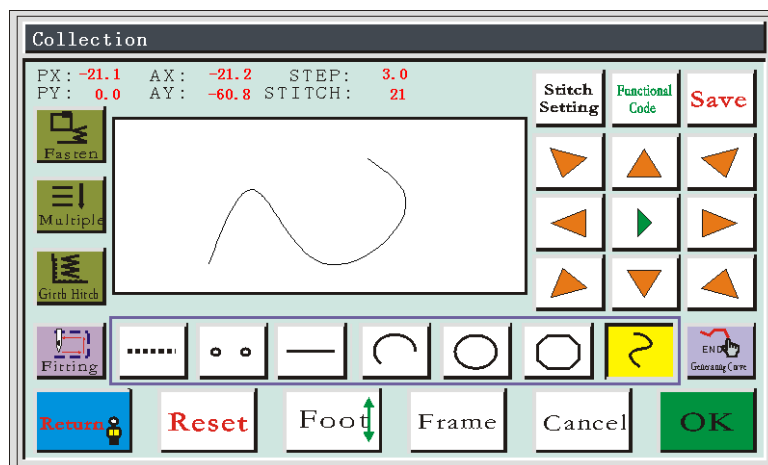 Collection
PX: -21.1 AX: -21.2 STEP: 3.0
PY: 0.0 AY: -60.8 STITCH: 21
Stitch
Setting
Functional
Code
Save
Fasten
Multiple
Girth Hitch
Fitting
END
Generating Curve
Return
Reset
Foot
Frame
Cancel
OK